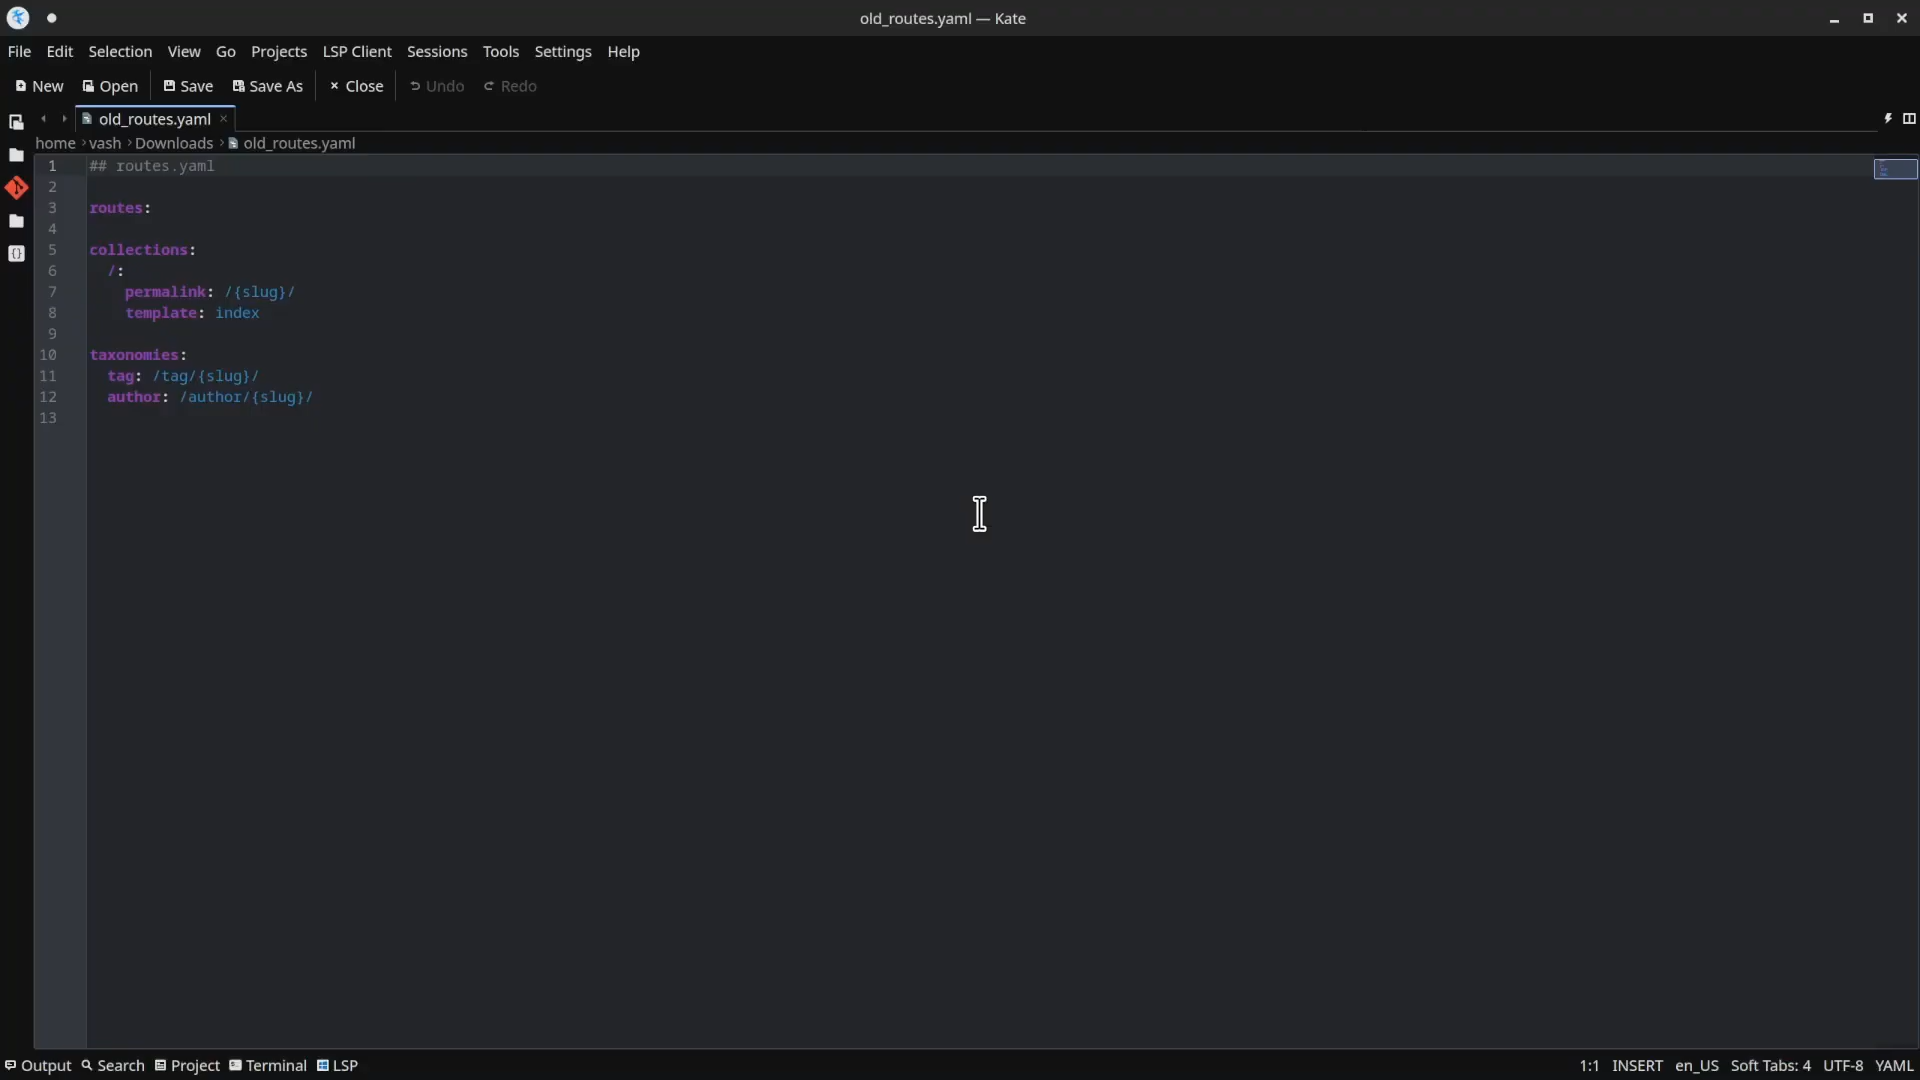 old_routes.yaml — Kate
File Edit Selection View Go Projects LSP Client Sessions Tools Settings Help
New Open Save Save As Close Undo Redo
old_routes.yaml
home vash Downloads old_routes.yaml
1 ## routes.yaml
2
3 routes:
4
5 collections:
6 /:
7 permalink: /{slug}/
8 template: index
9
10 taxonomies:
11 tag: /tag/{slug}/
12 author: /author/{slug}/
13
Output Search Project Terminal LSP 1:1 INSERT en_US Soft Tabs: 4 UTF-8 YAML